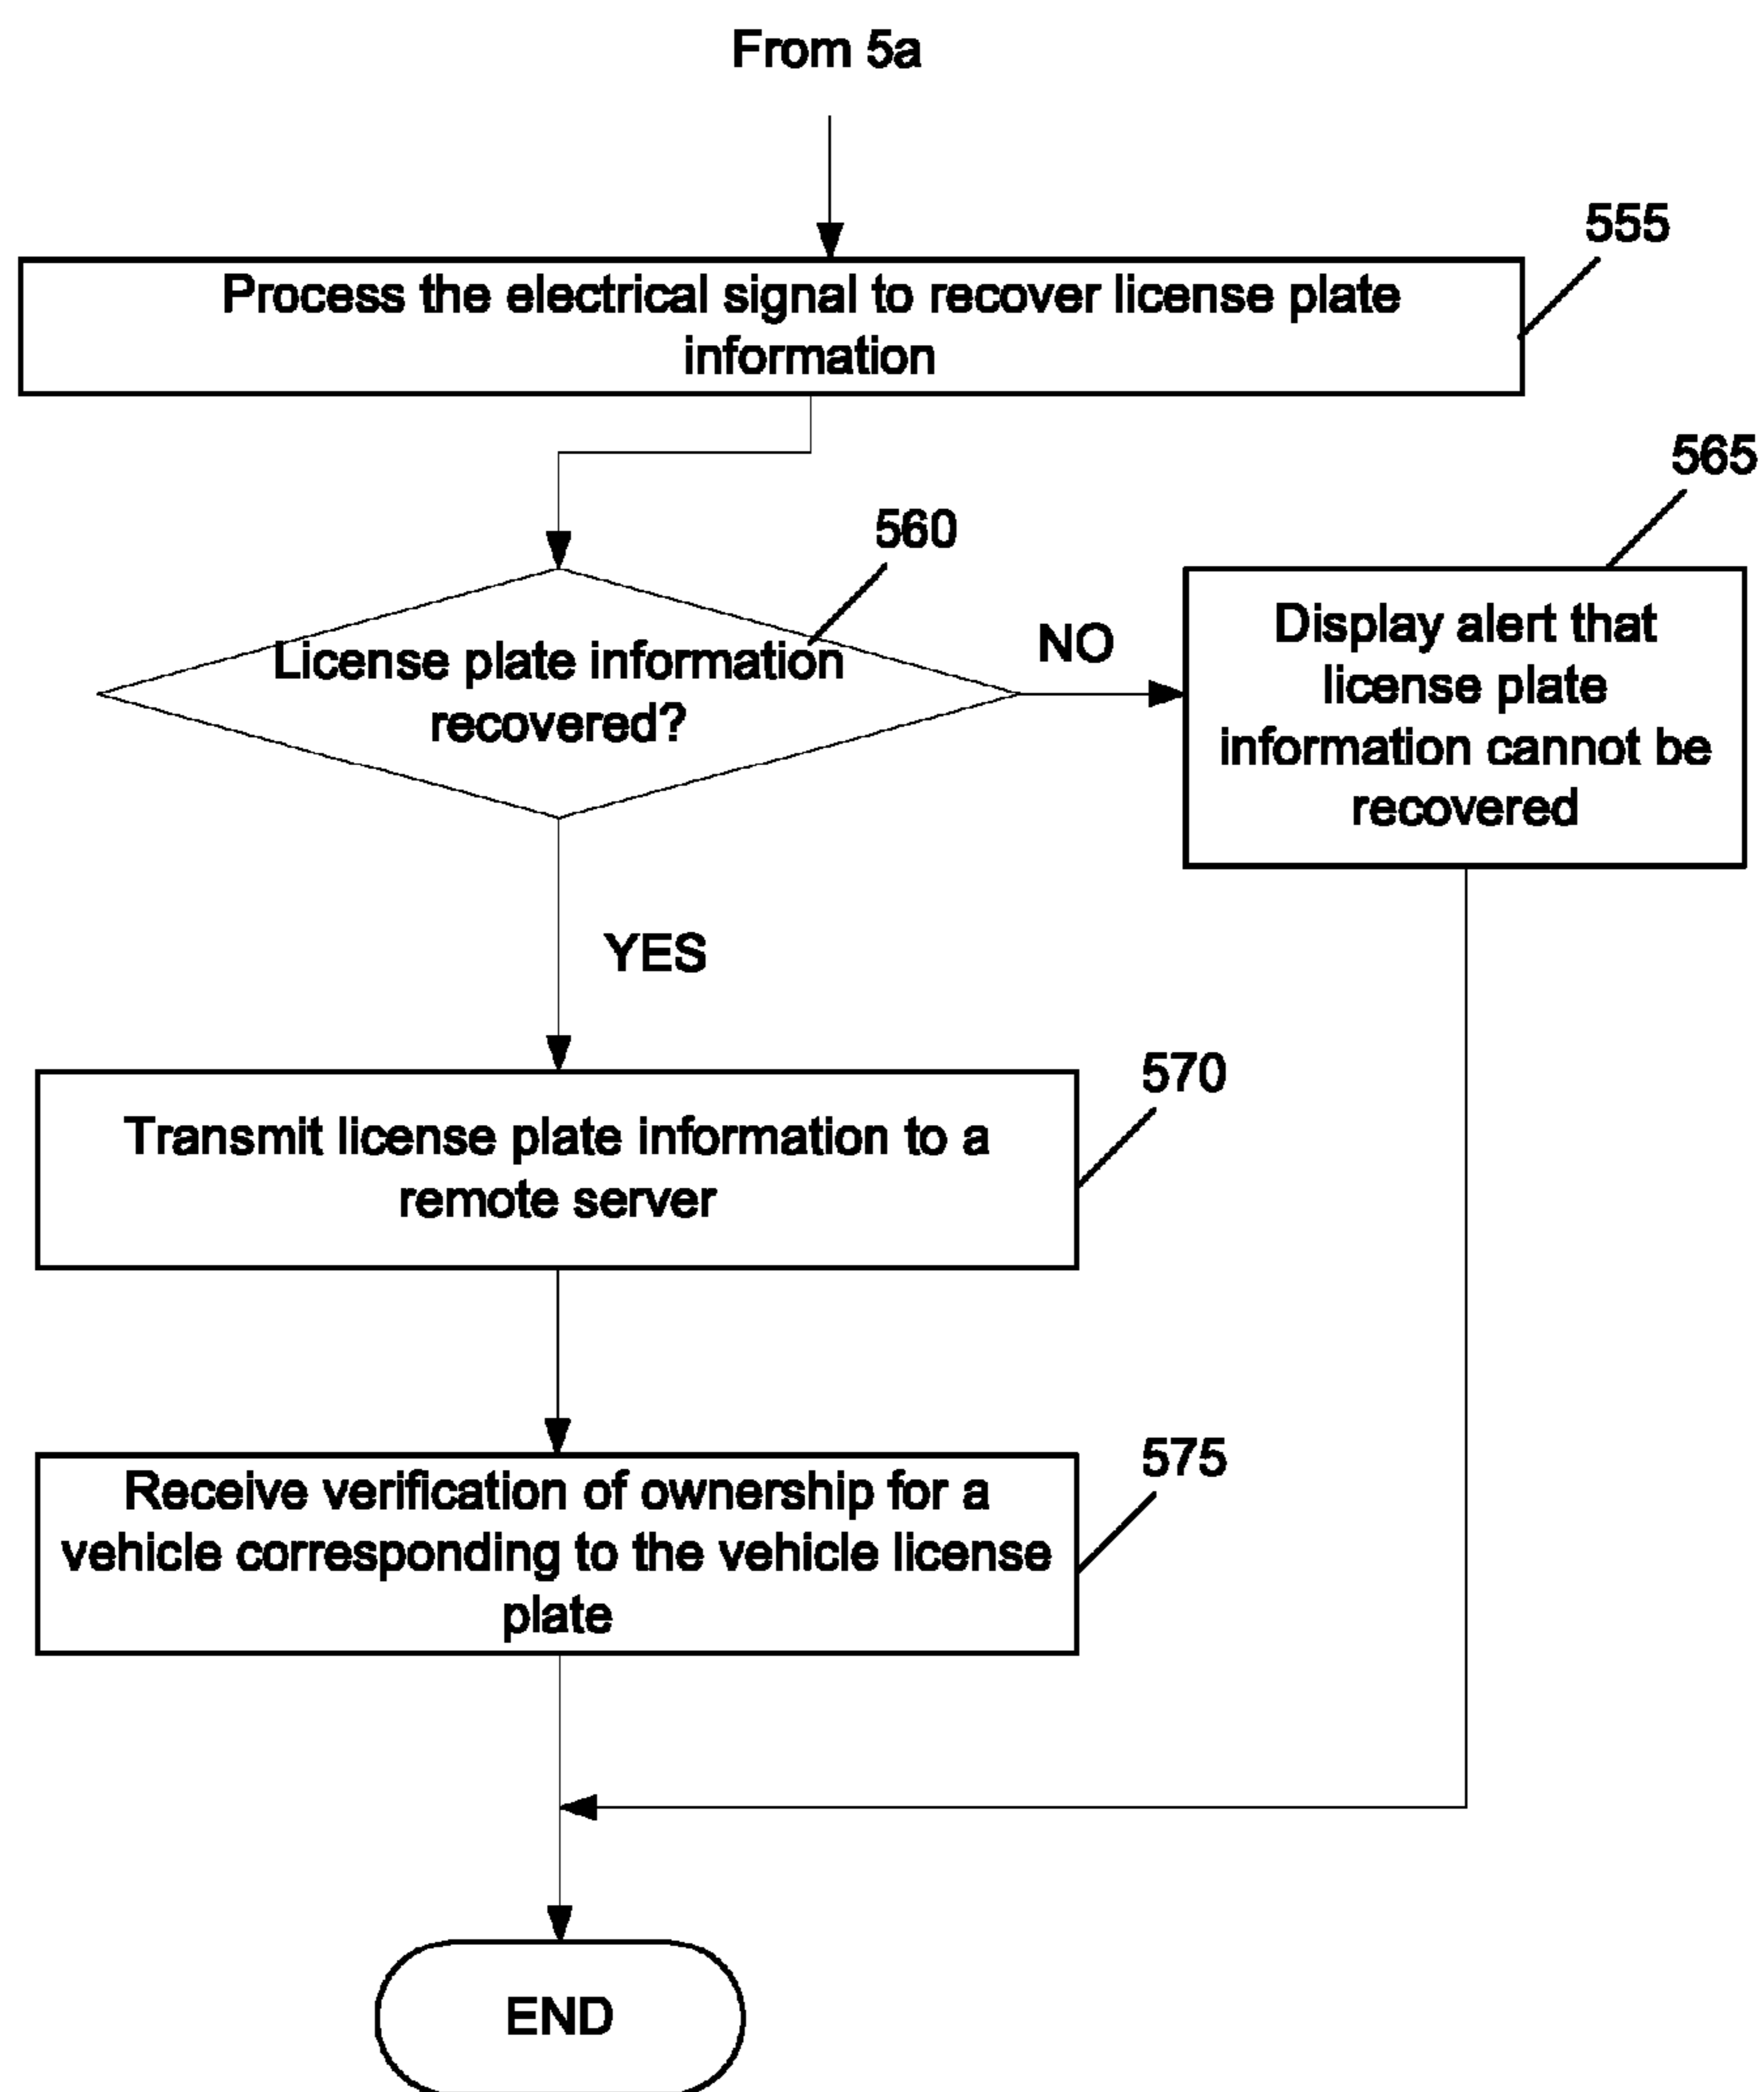 From 5a
555
Process the electrical signal to recover license plate
information
565
560
License plate information
recovered?
NO
Display alert that
license plate
information cannot be
recovered
YES
570
Transmit license plate information to a
remote server
575
Receive verification of ownership for a
vehicle corresponding to the vehicle license
plate
END